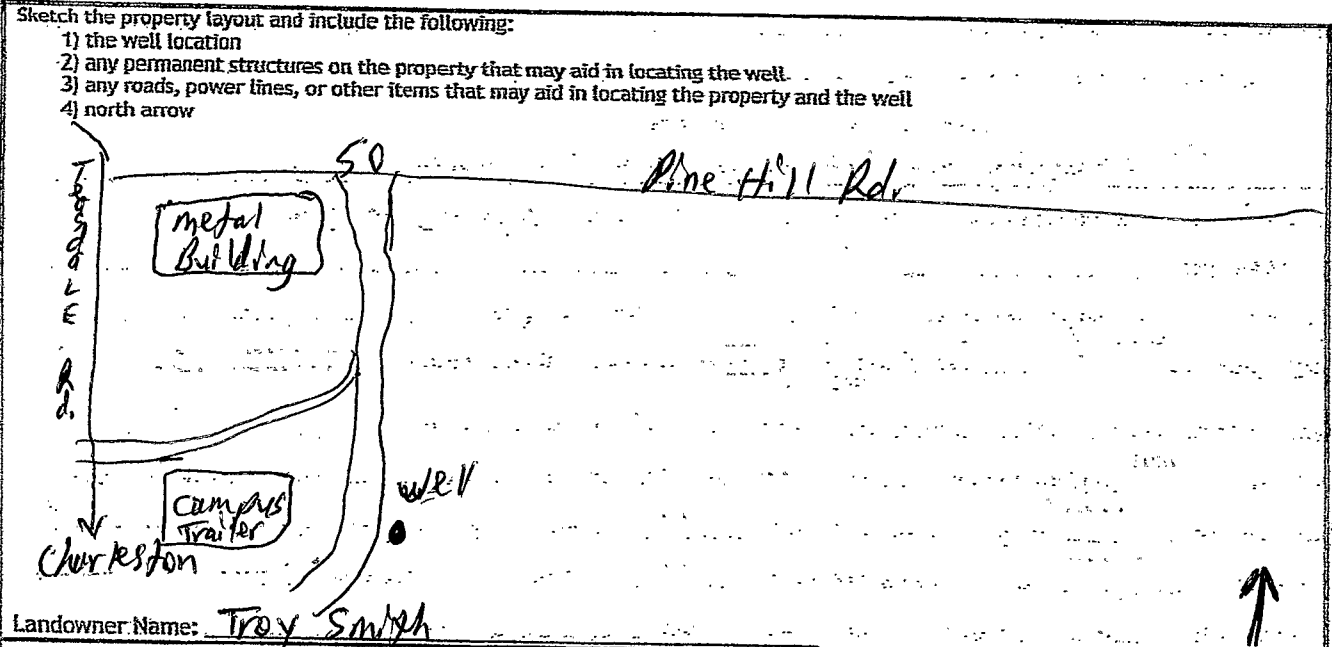 Sketch the property layout and include the following:
1) the well location
2) any permanent structures on the property that may aid in locating the well.
3) any roads, power lines, or other items that may aid in locating the property and the well
4) north arrow
50
Pine Hill Rd.
Rd.
metal
Building
well
Campus
Trailer
Charleston
Landowner Name: Troy Smith